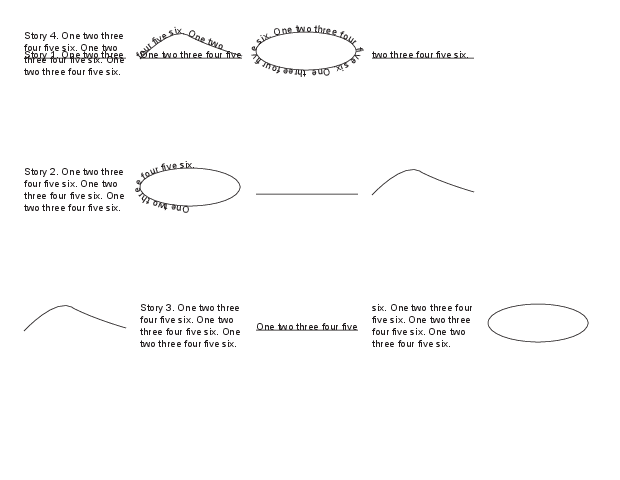 Story 4. One two three
four five six. One two
three four five six. One
two three four five six.
Story 1. One two three
four five six. One two
One two three four five
One three four five six. One two three four five six.
two three four five six.
Story 2. One two three
four five six. One two
three four five six. One
two three four five six.
One two three four five six.
Story 3. One two three
four five six. One two
three four five six. One
two three four five six.
One two three four five
six. One two three four
five six. One two three
four five six. One two
three four five six.